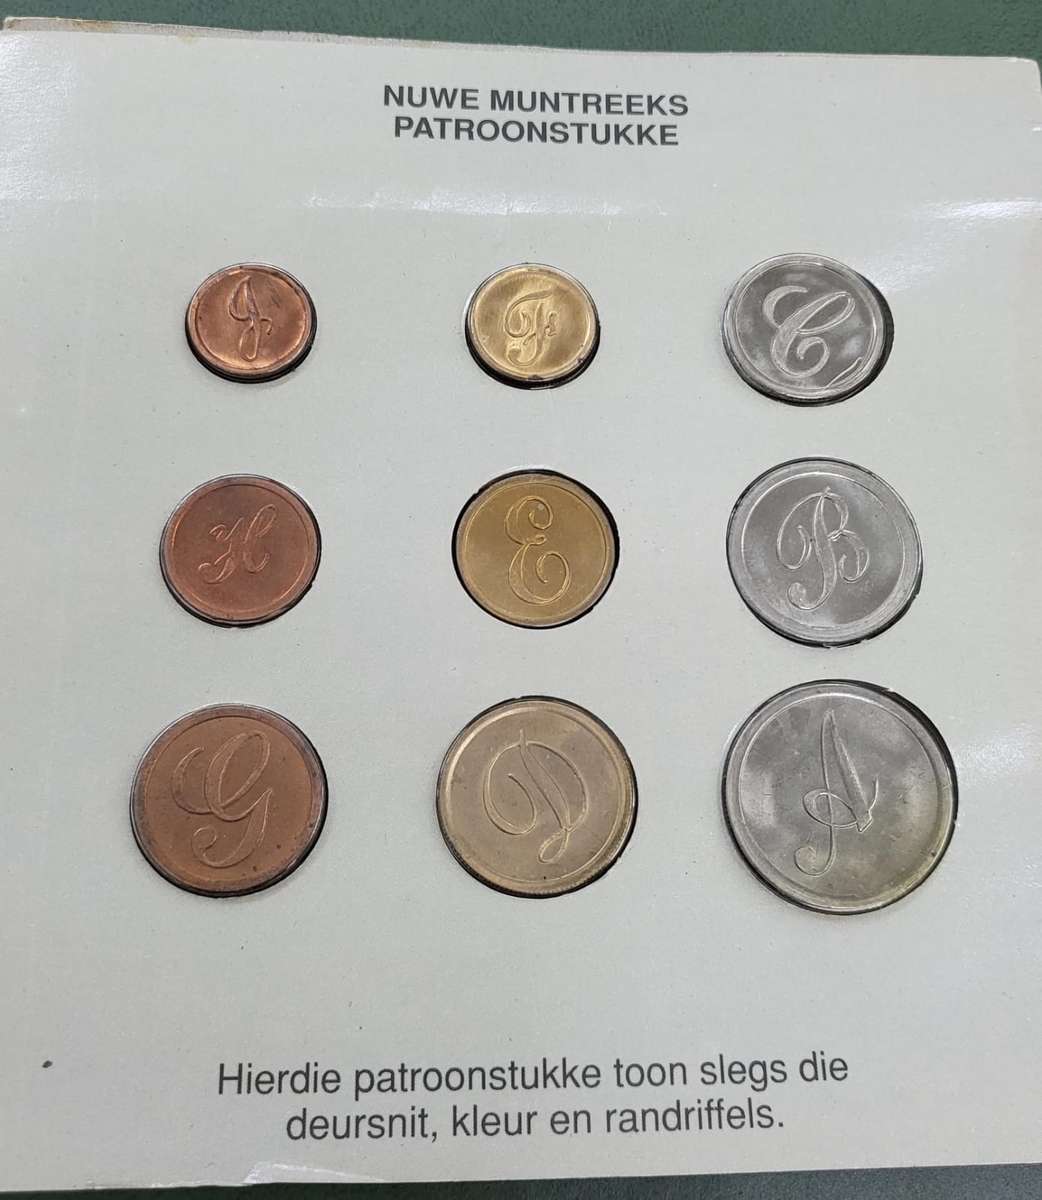 NUWE MUNTREEKS
PATROONSTUKKE
J F C
H E B
G D A
Hierdie patroonstukke toon slegs die
deursnit, kleur en randriffels.